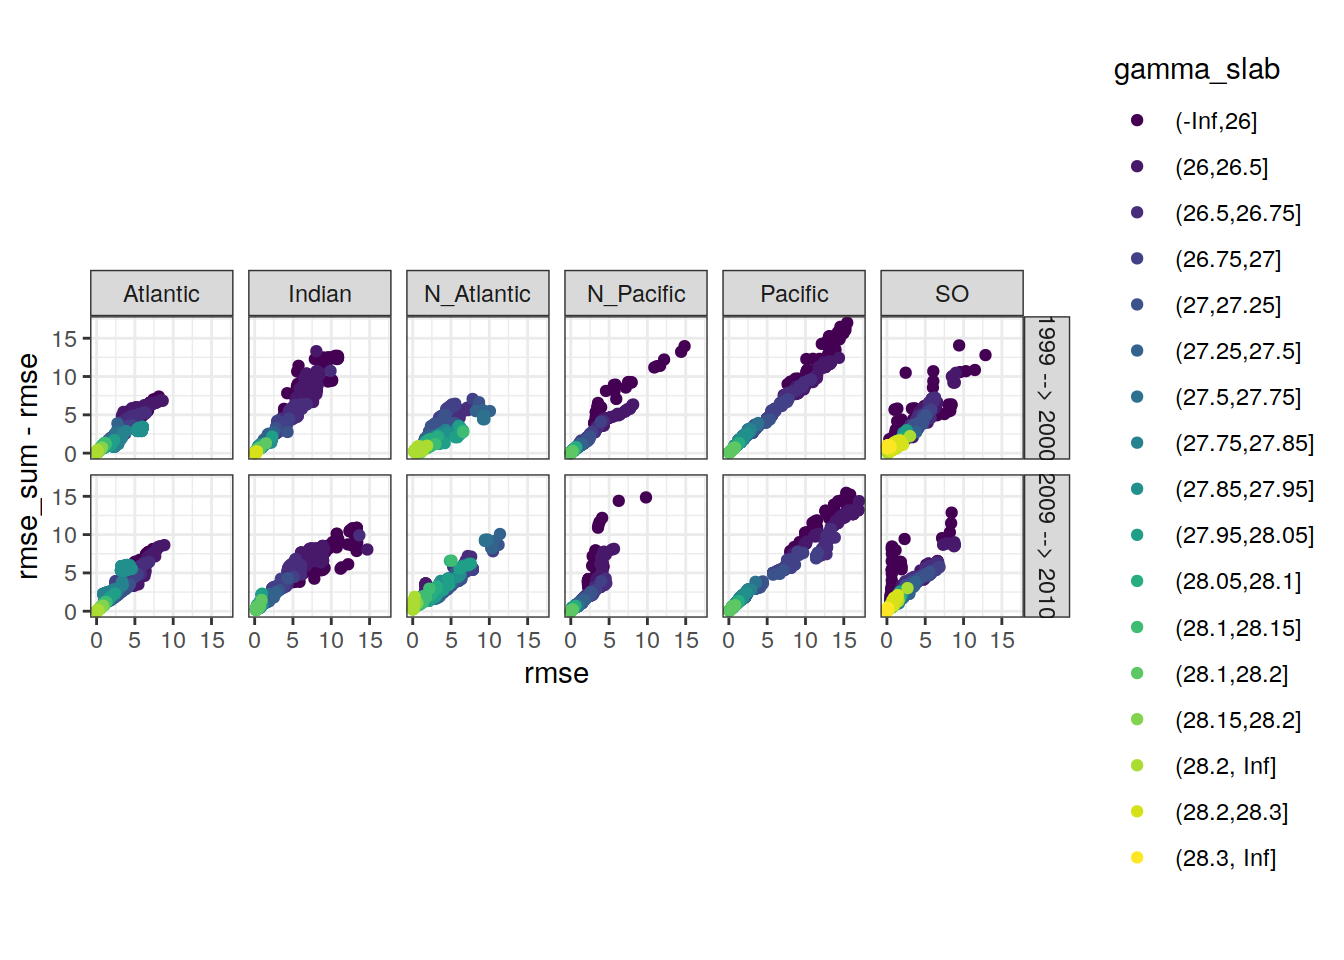 gamma_slab
(-Inf,26]
(26,26.5]
(26.5,26.75]
(26.75,27]
(27,27.25]
(27.25,27.5]
(27.5,27.75]
(27.75,27.85]
(27.85,27.95]
(27.95,28.05]
(28.05,28.1]
(28.1,28.15]
(28.1,28.2]
(28.15,28.2]
(28.2, Inf]
(28.2,28.3]
(28.3, Inf]
Atlantic Indian N_Atlantic N_Pacific Pacific SO
rmse_sum - rmse
15
10
5
0
1999 --> 2000
15
10
5
0
2009 --> 2010
0 5 10 15 0 5 10 15 0 5 10 15 0 5 10 15 0 5 10 15 0 5 10 15
rmse